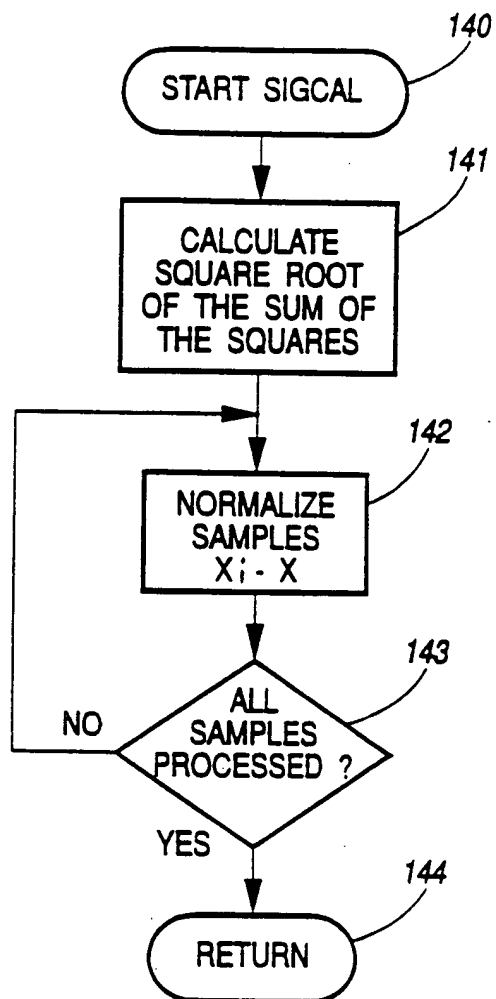 140
START SIGCAL
141
CALCULATE
SQUARE ROOT
OF THE SUM OF
THE SQUARES
142
NORMALIZE
SAMPLES
Xi - X
143
ALL
SAMPLES
PROCESSED ?
NO
YES
144
RETURN